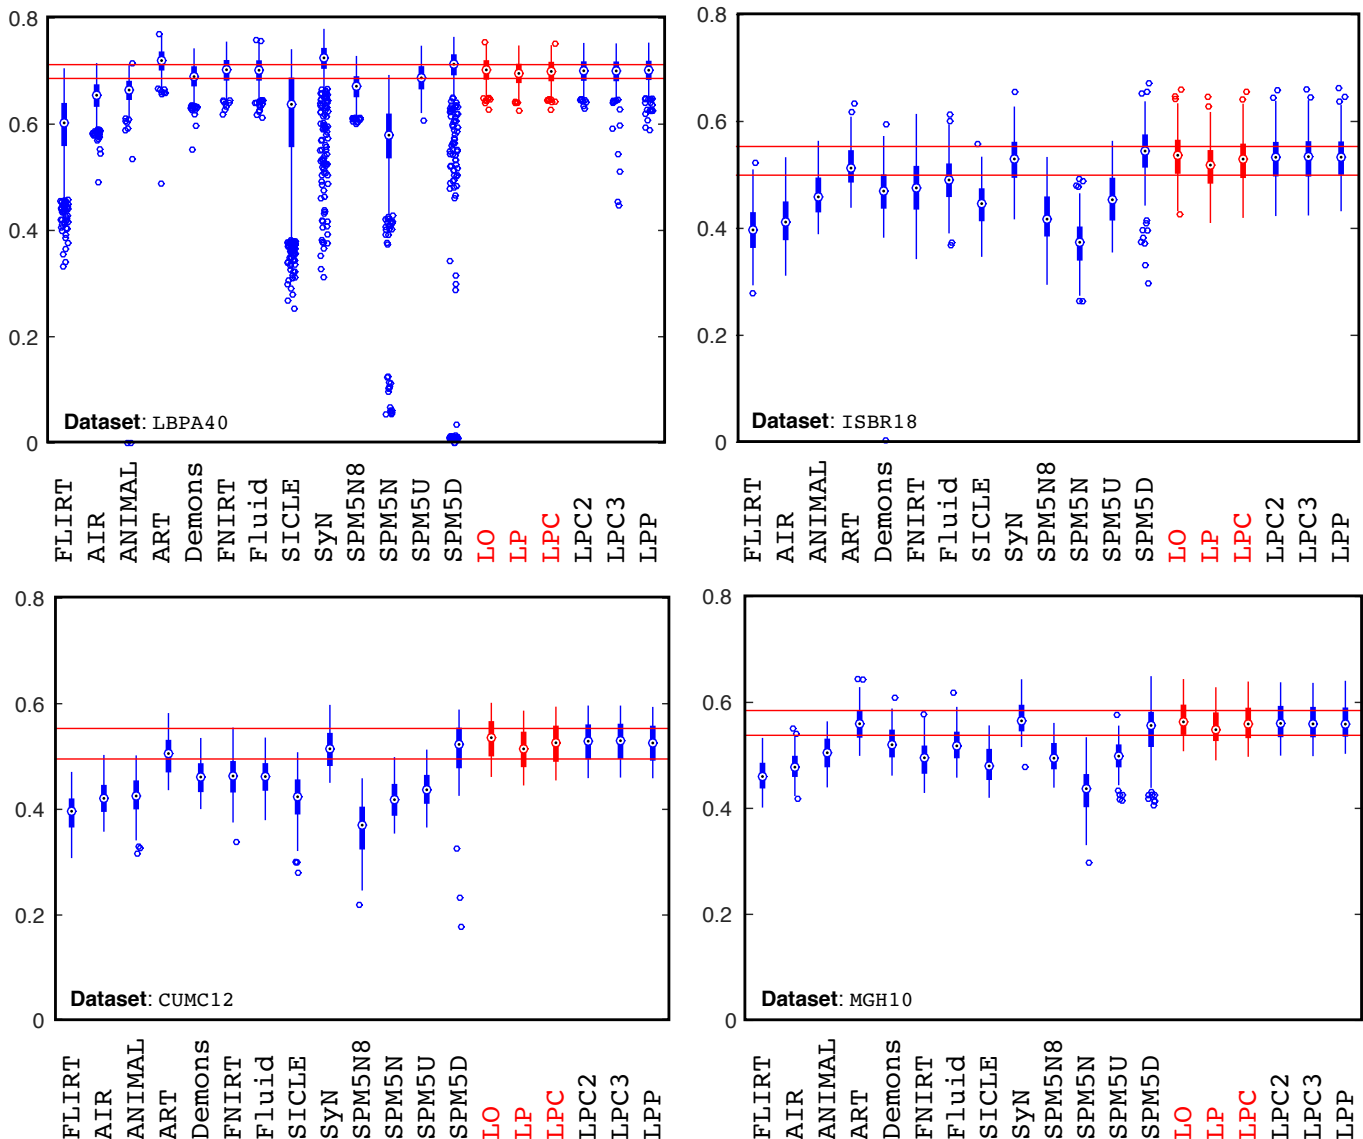 0.8
0.6
0.4
0.2
0
Dataset: LBPA40
FLIRT
AIR
ANIMAL
ART
Demons
FNIRT
Fluid
SICLE
SyN
SPM5N8
SPM5N
SPM5U
SPM5D
LO
LP
LPC
LPC2
LPC3
LPP
0.8
0.6
0.4
0.2
0
Dataset: ISBR18
FLIRT
AIR
ANIMAL
ART
Demons
FNIRT
Fluid
SICLE
SyN
SPM5N8
SPM5N
SPM5U
SPM5D
LO
LP
LPC
LPC2
LPC3
LPP
0.8
0.6
0.4
0.2
0
Dataset: CUMC12
FLIRT
AIR
ANIMAL
ART
Demons
FNIRT
Fluid
SICLE
SyN
SPM5N8
SPM5N
SPM5U
SPM5D
LO
LP
LPC
LPC2
LPC3
LPP
0.8
0.6
0.4
0.2
0
Dataset: MGH10
FLIRT
AIR
ANIMAL
ART
Demons
FNIRT
Fluid
SICLE
SyN
SPM5N8
SPM5N
SPM5U
SPM5D
LO
LP
LPC
LPC2
LPC3
LPP